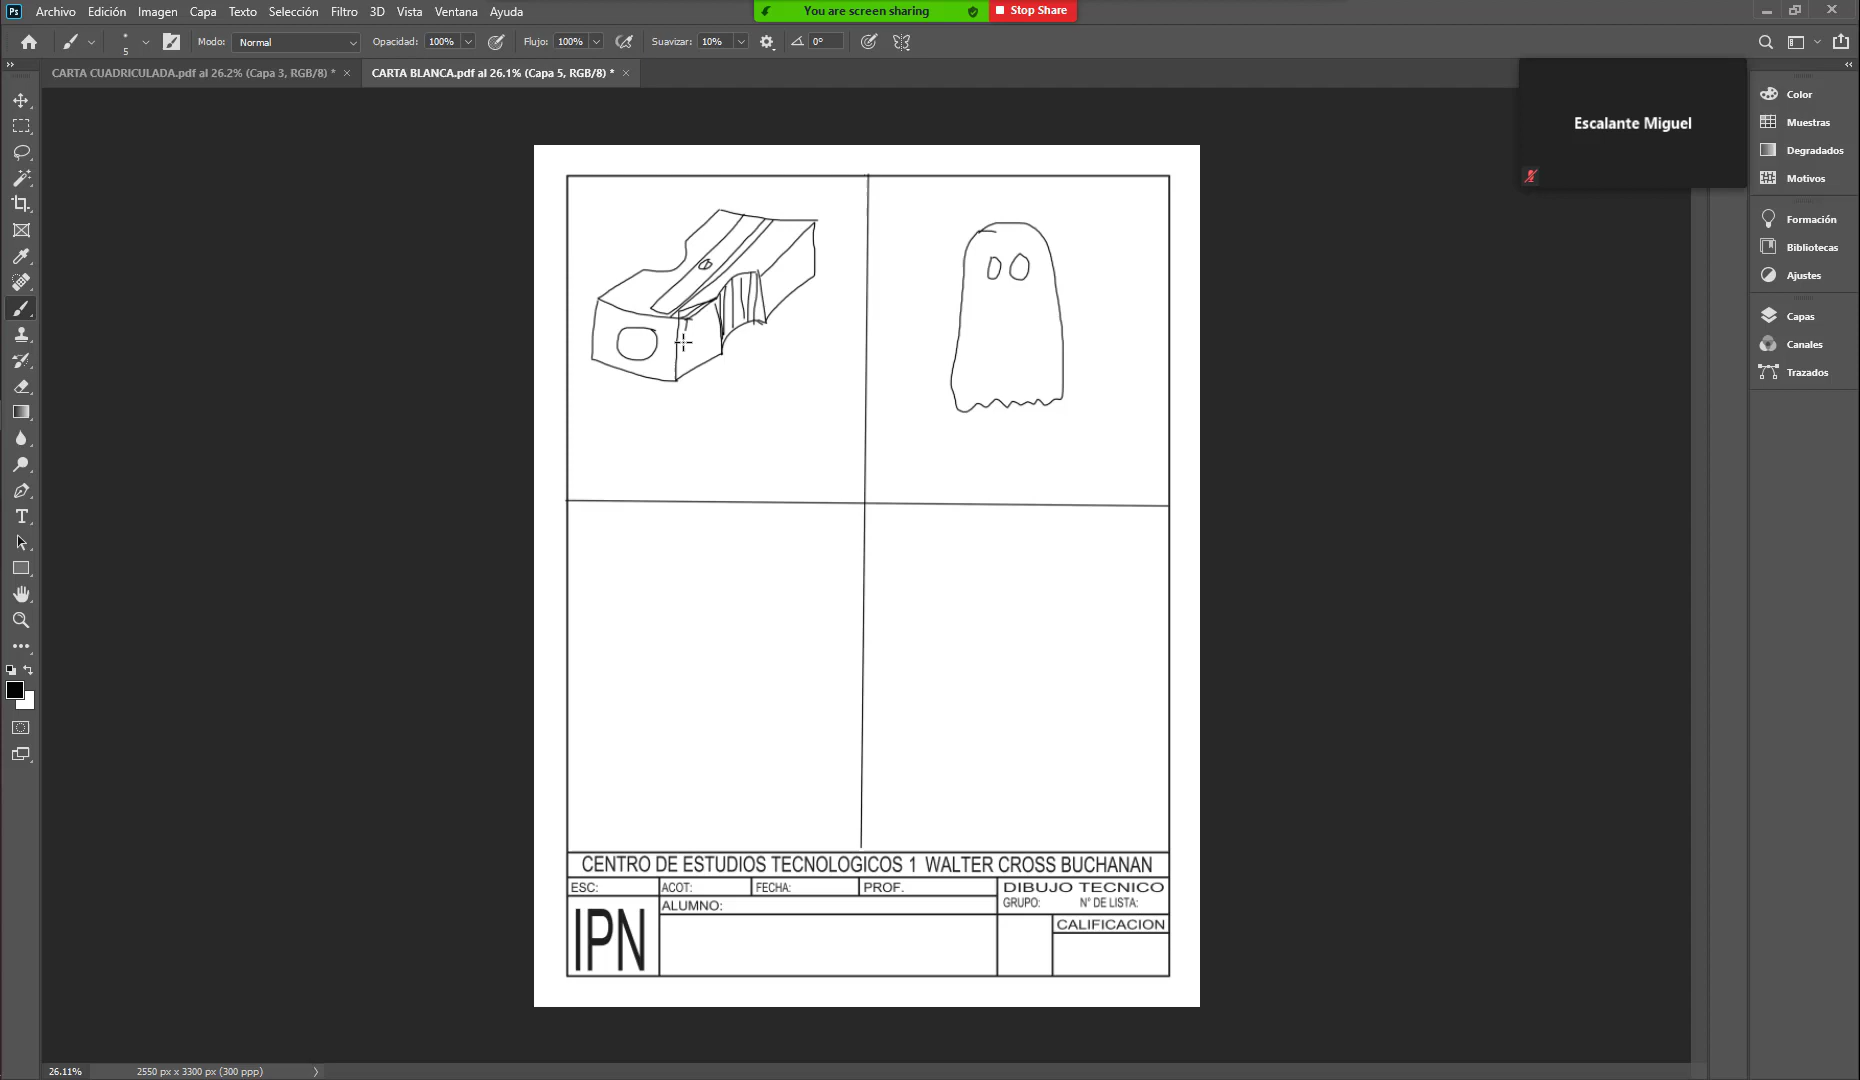 Ps Archivo Edición Imagen Capa Texto Selección Filtro 3D Vista Ventana Ayuda
You are screen sharing Stop Share
5 Modo: Normal Opacidad: 100% Flujo: 100% Suavizar: 10% 0°
CARTA CUADRICULADA.pdf al 26.2% (Capa 3, RGB/8) * × CARTA BLANCA.pdf al 26.1% (Capa 5, RGB/8) * ×
Escalante Miguel
Color
Muestras
Degradados
Motivos
Formación
Bibliotecas
Ajustes
Capas
Canales
Trazados
CENTRO DE ESTUDIOS TECNOLOGICOS 1 WALTER CROSS BUCHANAN
ESC: ACOT: FECHA: PROF. DIBUJO TECNICO
ALUMNO: GRUPO: N° DE LISTA:
IPN
CALIFICACION
26.11% 2550 px x 3300 px (300 ppp)